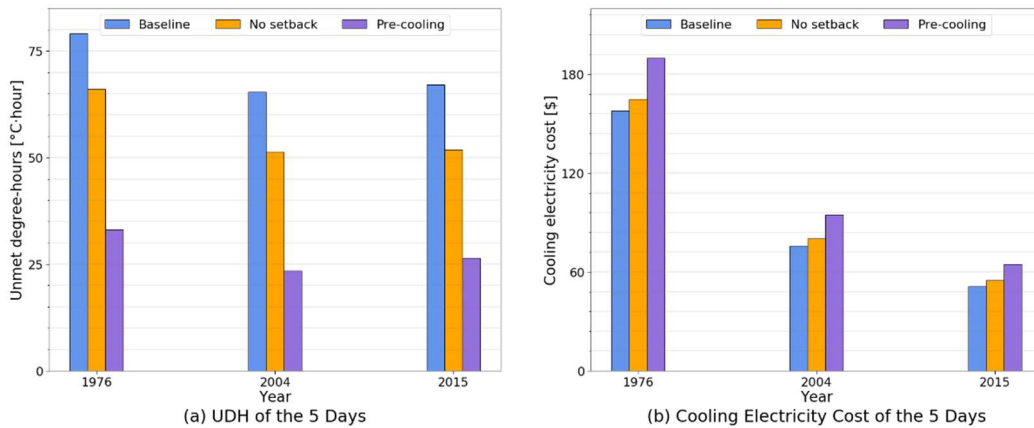 Baseline No setback Pre-cooling
75
50
25
0
Unmet degree-hours [°C·hour]
1976 2004 2015
Year
(a) UDH of the 5 Days
Baseline No setback Pre-cooling
180
120
60
0
Cooling electricity cost [$]
1976 2004 2015
Year
(b) Cooling Electricity Cost of the 5 Days